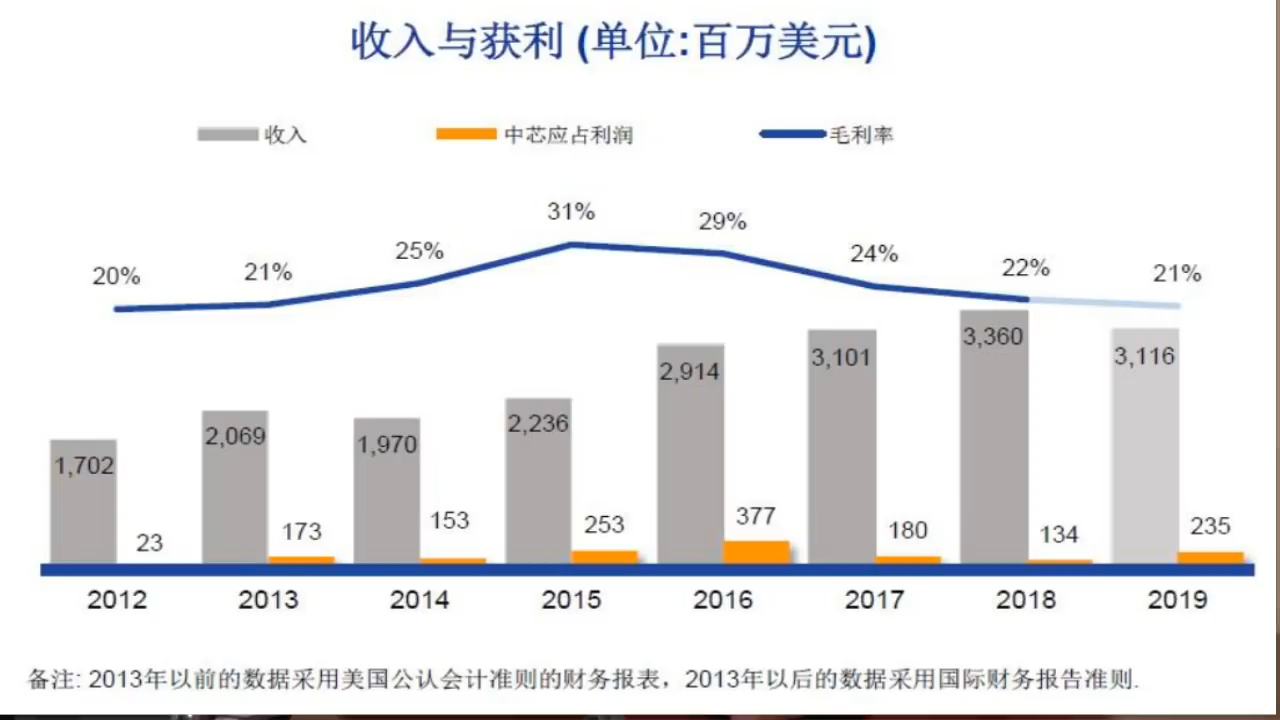 收入与获利 (单位:百万美元)
收入 中芯应占利润 毛利率
20% 21% 25% 31% 29% 24% 22% 21%
1,702 2,069 1,970 2,236 2,914 3,101 3,360 3,116
23 173 153 253 377 180 134 235
2012 2013 2014 2015 2016 2017 2018 2019
备注: 2013年以前的数据采用美国公认会计准则的财务报表，2013年以后的数据采用国际财务报告准则.